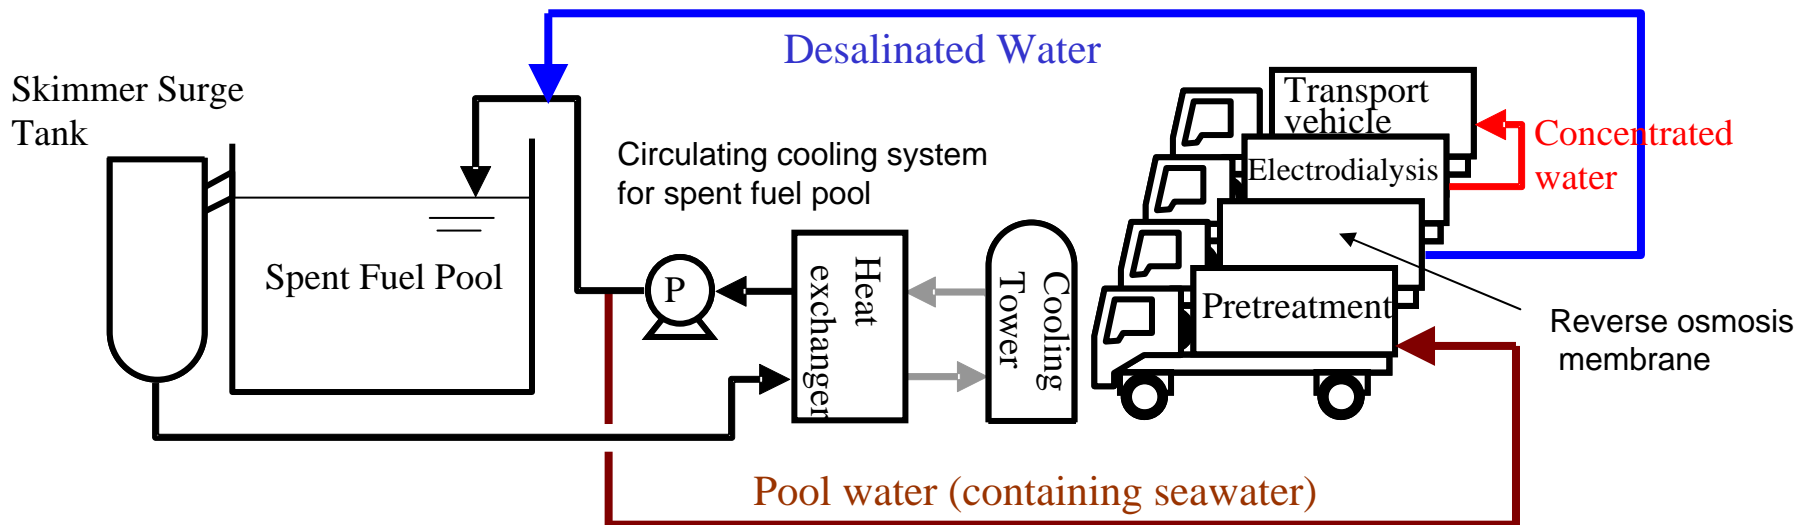 Desalinated Water
Skimmer Surge
Tank
Circulating cooling system
for spent fuel pool
Spent Fuel Pool
P
Heat
exchanger
Cooling
Tower
Transport
vehicle
Electrodialysis
Pretreatment
Concentrated
water
Reverse osmosis
membrane
Pool water (containing seawater)